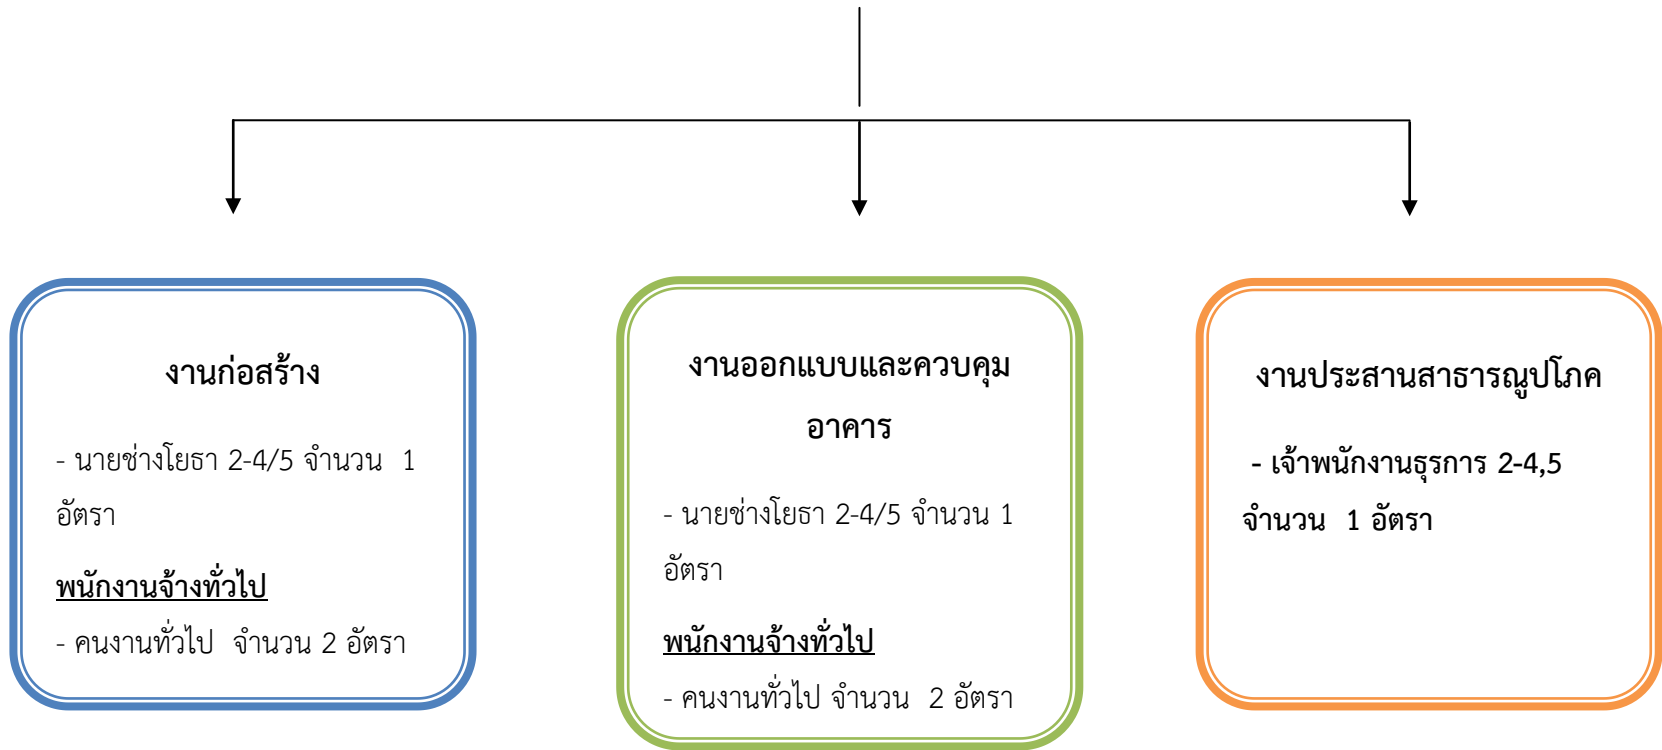 งานก่อสร้าง
- นายช่างโยธา 2-4/5 จำนวน  1
อัตรา
พนักงานจ้างทั่วไป
- คนงานทั่วไป  จำนวน 2 อัตรา
งานออกแบบและควบคุม
อาคาร
- นายช่างโยธา 2-4/5 จำนวน 1
อัตรา
พนักงานจ้างทั่วไป
- คนงานทั่วไป จำนวน  2 อัตรา
งานประสานสาธารณูปโภค
- เจ้าพนักงานธุรการ 2-4,5
จำนวน  1 อัตรา